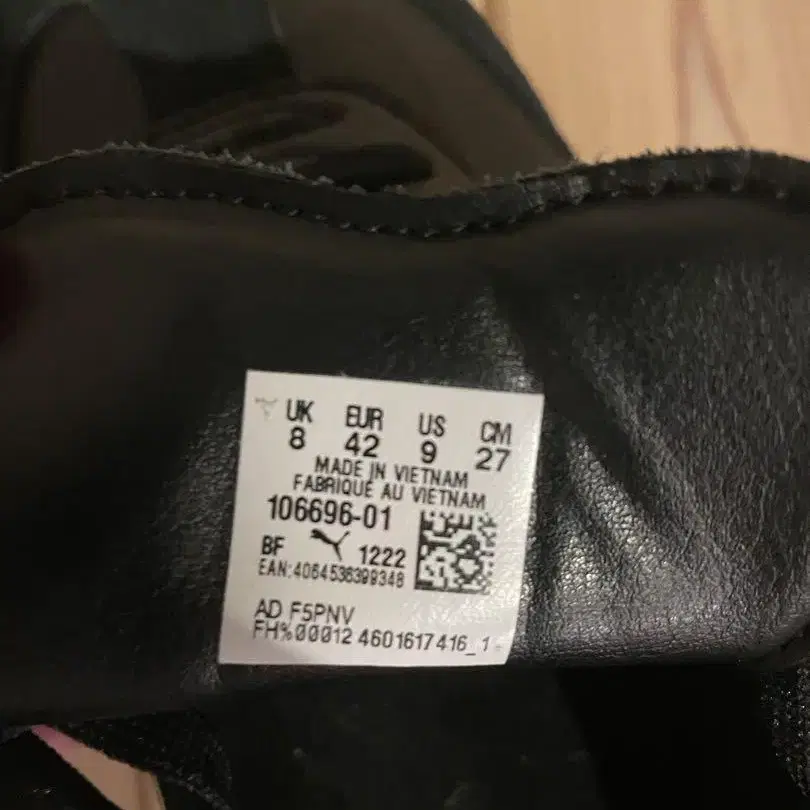 UK EUR US CM
8 42 9 27
MADE IN VIETNAM
FABRIQUÉ AU VIETNAM
106696-01
BF 1222
EAN:4064536399348
AD F5PNV
FH%00012 4601617416_1